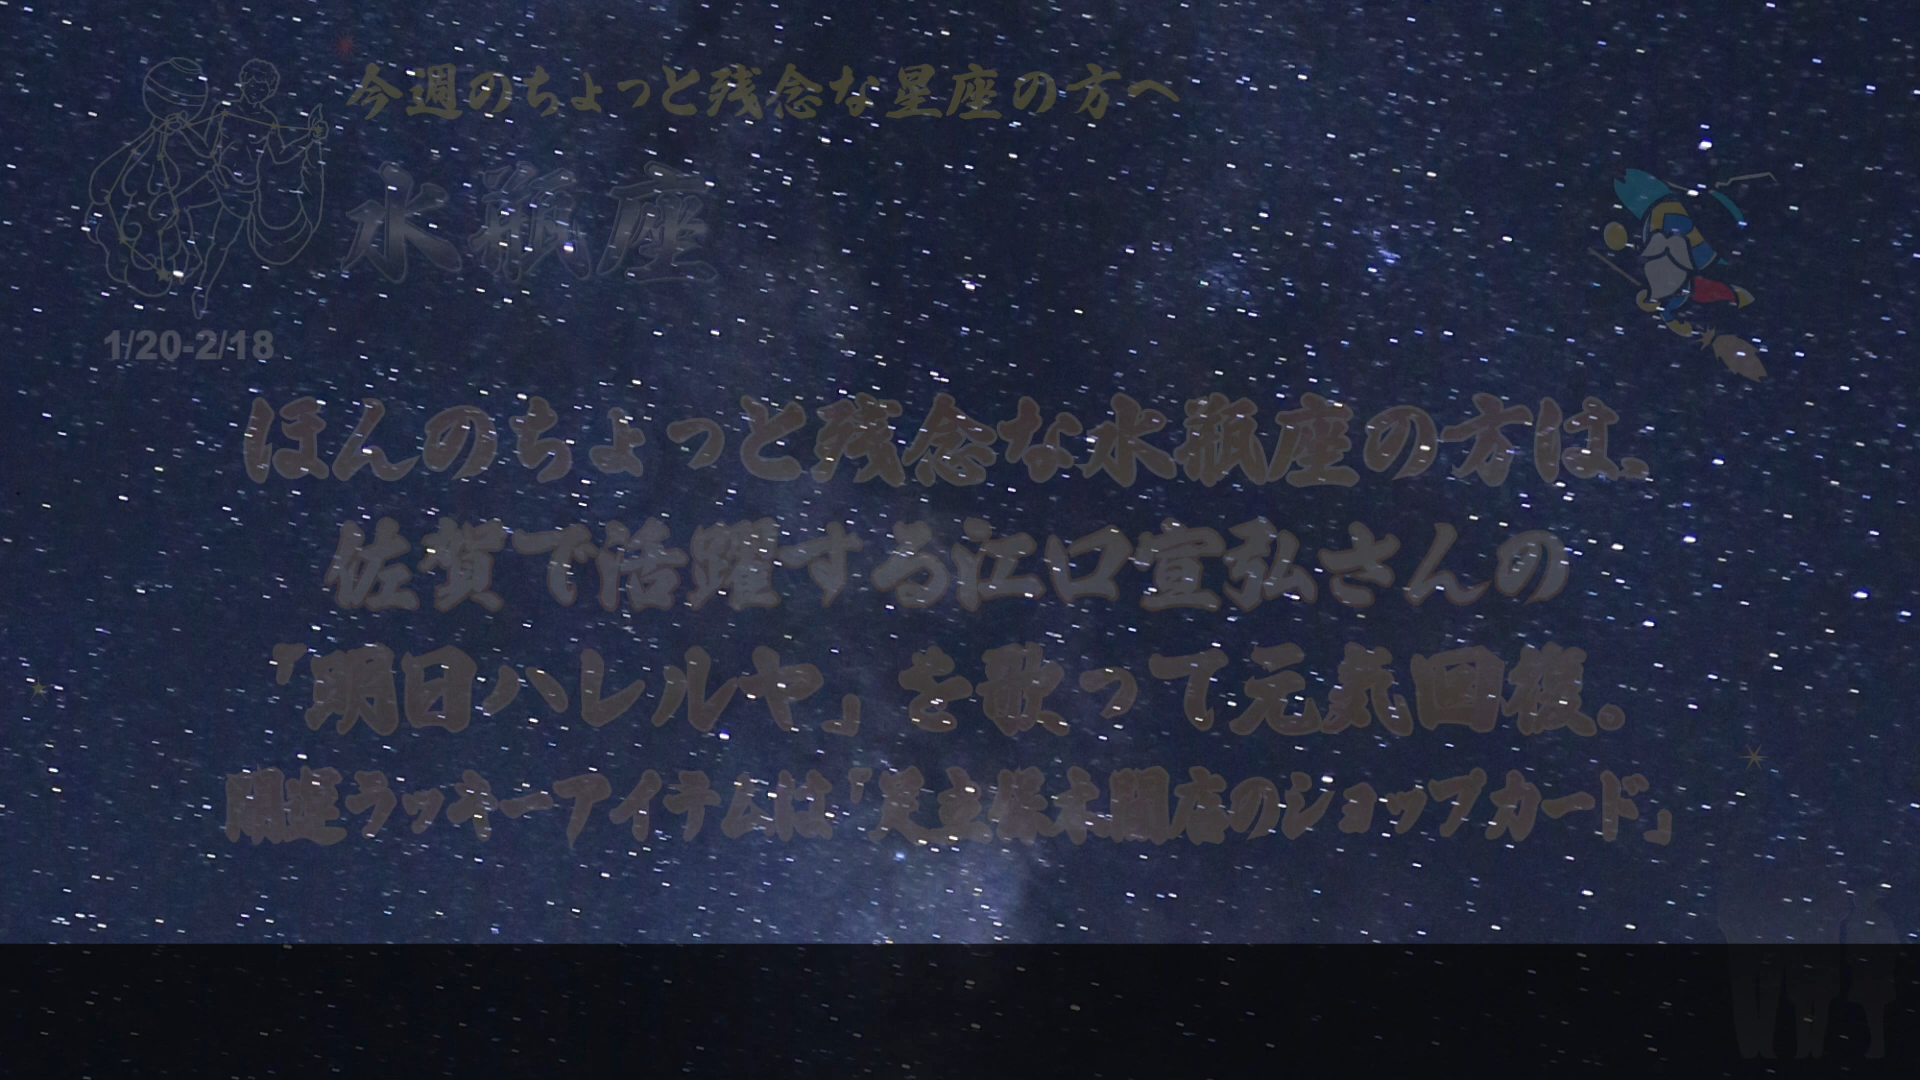 今週のちょっと残念な星座の方へ
水瓶座
1/20-2/18
ほんのちょっと残念な水瓶座の方は、
佐賀で活躍する江口宣弘さんの
「明日ハレルヤ」を歌って元気回復。
開運ラッキーアイテムは「足立
店のショップカード」